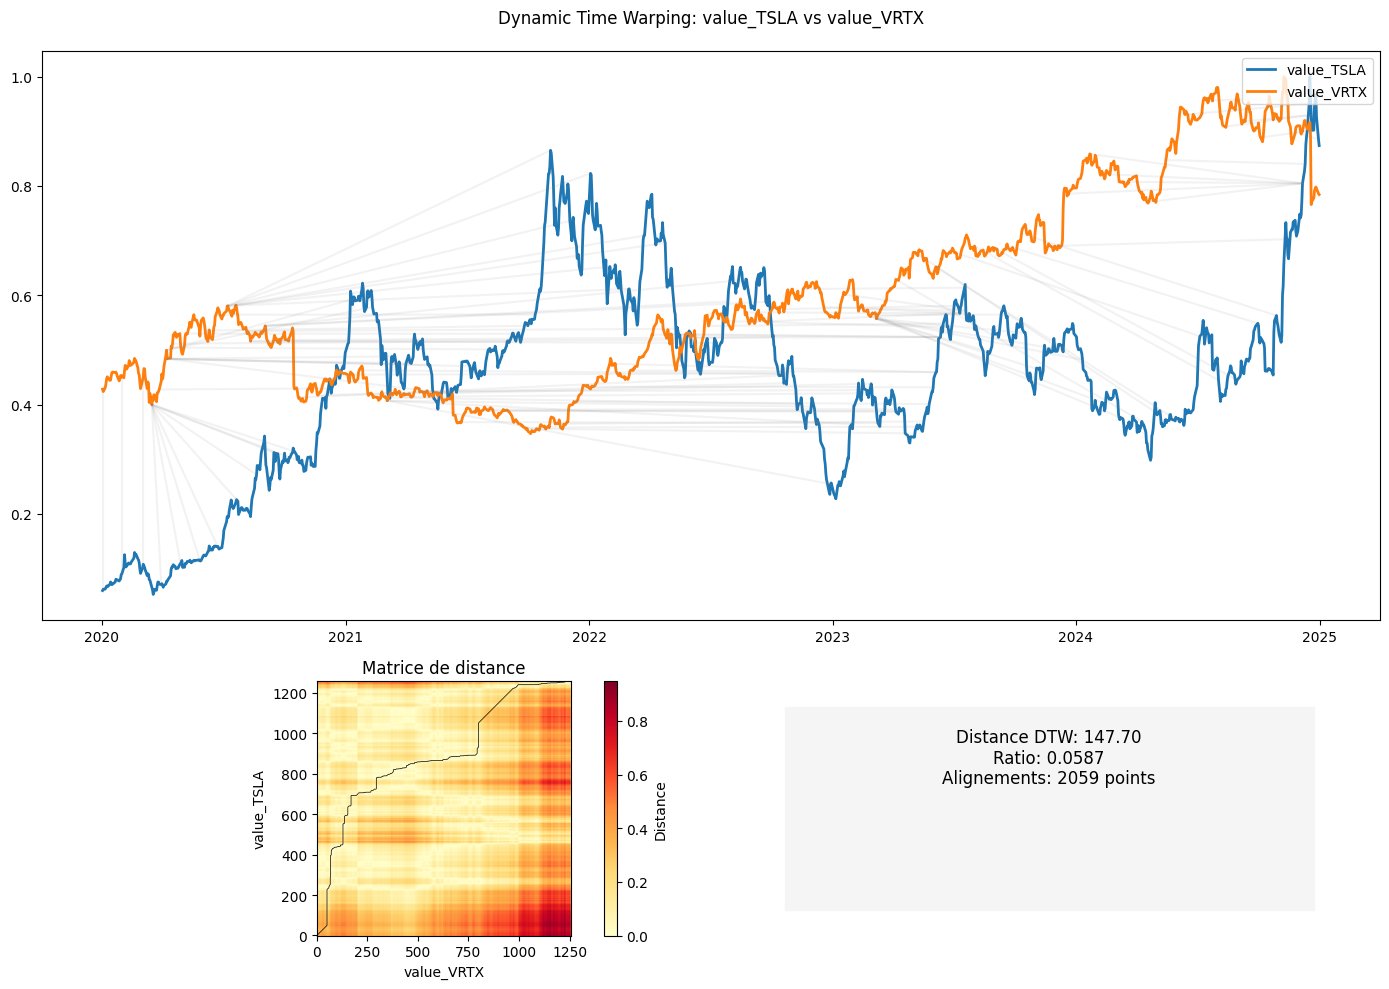 Dynamic Time Warping: value_TSLA vs value_VRTX
value_TSLA
value_VRTX
1.0
0.8
0.6
0.4
0.2
2020 2021 2022 2023 2024 2025
Matrice de distance
value_TSLA
1200
1000
800
600
400
200
0
0 250 500 750 1000 1250
value_VRTX
0.8
0.6
0.4
0.2
0.0
Distance
Distance DTW: 147.70
Ratio: 0.0587
Alignements: 2059 points